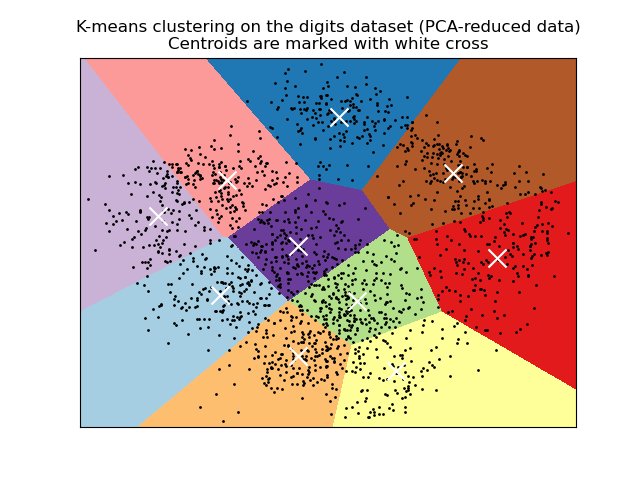 K-means clustering on the digits dataset (PCA-reduced data)
Centroids are marked with white cross